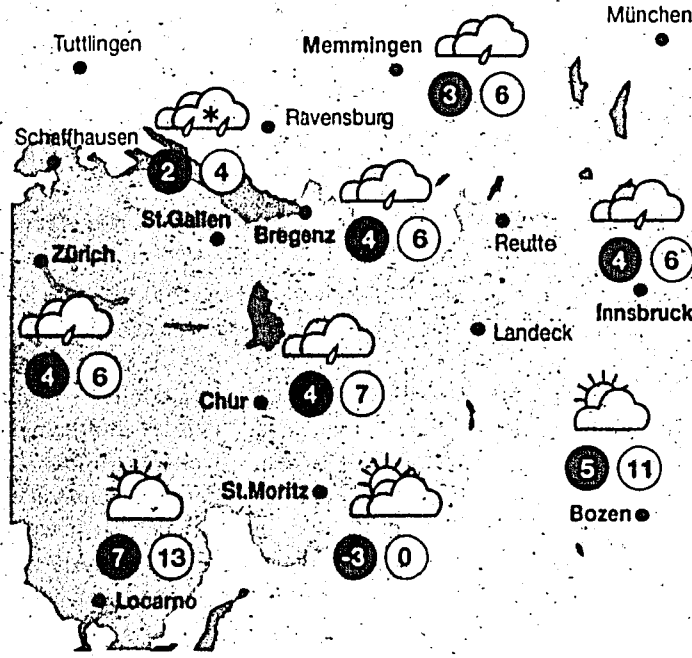 München
Tuttlingen
Memmingen
3 6
Ravensburg
Schaffhausen
2 4
St.Gallen
Bregenz
4 6
Reutte
4 6
Zürich
Innsbruck
Landeck
4 6
4 7
Chur
5 11
St.Moritz
Bozen
7 13
-3 0
Locarno